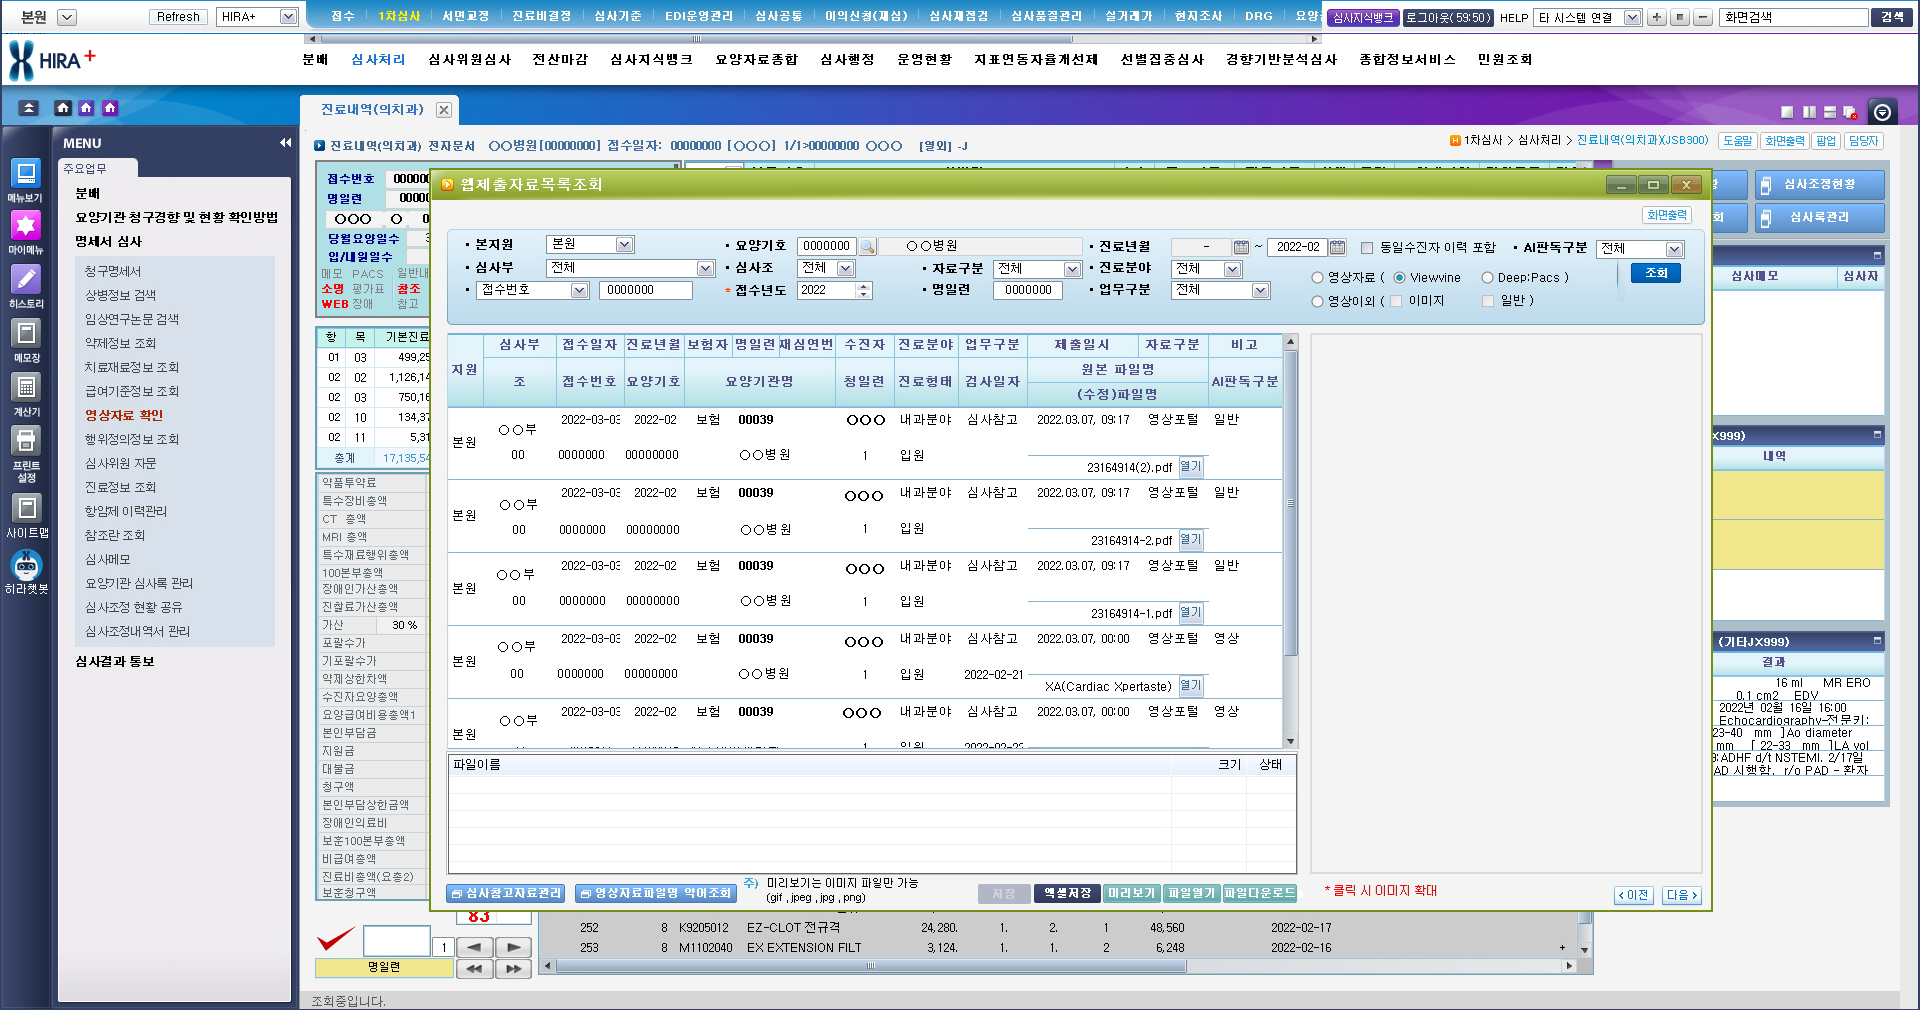 본원
Refresh
HIRA+
접수 1차심사 서면교정 진료비결정 심사기준 EDI운영관리 심사공통 이의신청(재심) 심사재점검 심사품질관리 실거래가 현지조사 DRG 요양
심사지식뱅크 로그아웃(59:50) HELP 타 시스템 연결 화면검색 검색
HIRA+
분배 심사처리 심사위원심사 전산마감 심사지식뱅크 요양자료종합 심사행정 운영현황 지표연동자율개선제 선별집중심사 경향기반분석심사 종합정보서비스 민원조회
진료내역(의치과)
진료내역(의치과) 전자문서 ○○병원[00000000] 접수일자: 00000000 [○○○] 1/1>00000000 ○○○ [열외] -J
1차심사 > 심사처리 > 진료내역(의치과)(JSB300) 도움말 화면출력 팝업 담당자
메뉴보기
마이메뉴
히스토리
메모장
계산기
프린트
설정
사이트맵
히라챗봇
MENU
주요업무
분배
요양기관 청구경향 및 현황 확인방법
명세서 심사
청구명세서
상병정보 검색
임상연구논문 검색
약제정보 조회
치료재료정보 조회
급여기준정보 조회
영상자료 확인
행위정의정보 조회
심사위원 자문
진료정보 조회
항암제 이력관리
참조란 조회
심사메모
요양기관 심사록 관리
심사조정 현황 공유
심사조정내역서 관리
심사결과 통보
접수번호 00000
명일련 0000
○○○ ○ 0
당월요양일수 3
입/내원일수
메모 PACS 일반내
소명 평가표 참조
WEB 장애 참고
항 목 기본진료
01 03 499,25
02 02 1,126,14
02 03 750,16
02 10 134,37
02 11 5,31
총계 17,135,54
약품투약료
특수장비총액
CT 총액
MRI 총액
특수재료행위총액
100본부총액
장애인가산총액
진찰료가산총액
가산 30 %
포괄수가
기포괄수가
약제상한차액
수진자요양총액
요양급여비용총액1
본인부담금
지원금
대불금
청구액
본인부담상한금액
장애인의료비
보훈100본부총액
비급여총액
진료비총액(요총2)
보훈청구액
83
1
명일련
조회중입니다.
웹제출자료목록조회
화면출력
본지원 본원 요양기호 0000000 ○○병원 진료년월 - ~ 2022-02 동일수진자 이력 포함 AI판독구분 전체
심사부 전체 심사조 전체 자료구분 전체 진료분야 전체 영상자료 ( Viewvine Deep:Pacs ) 조회
접수번호 0000000 * 접수년도 2022 명일련 0000000 업무구분 전체 영상이외 ( 이미지 일반 )
지원 심사부 접수일자 진료년월 보험자 명일련 재심연번 수진자 진료분야 업무구분 제출일시 자료구분 비고
조 접수번호 요양기호 요양기관명 청일련 진료형태 검사일자 원본 파일명 AI판독구분
(수정)파일명
본원 ○○부 2022-03-03 2022-02 보험 00039 ○○○ 내과분야 심사참고 2022.03.07, 09:17 영상포털 일반
00 0000000 00000000 ○○병원 1 입원
23164914(2).pdf 열기
본원 ○○부 2022-03-03 2022-02 보험 00039 ○○○ 내과분야 심사참고 2022.03.07, 09:17 영상포털 일반
00 0000000 00000000 ○○병원 1 입원
23164914-2.pdf 열기
본원 ○○부 2022-03-03 2022-02 보험 00039 ○○○ 내과분야 심사참고 2022.03.07, 09:17 영상포털 일반
00 0000000 00000000 ○○병원 1 입원
23164914-1.pdf 열기
본원 ○○부 2022-03-03 2022-02 보험 00039 ○○○ 내과분야 심사참고 2022.03.07, 00:00 영상포털 영상
00 0000000 00000000 ○○병원 1 입원 2022-02-21
XA(Cardiac Xpertaste) 열기
본원 ○○부 2022-03-03 2022-02 보험 00039 ○○○ 내과분야 심사참고 2022.03.07, 00:00 영상포털 영상
파일이름 크기 상태
심사참고자료관리 영상자료파일명 약어조회 주) 미리보기는 이미지 파일만 가능
(gif , jpeg , jpg , png)
저장 엑셀저장 미리보기 파일열기 파일다운로드
* 클릭 시 이미지 확대
이전 다음
심사조정현황
심사록관리
심사메모 심사자
JX999)
내역
(기타JX999)
결과
16 ml MR ERO
0.1 cm2 EDV
2022년 02월 16일 16:00
Echocardiography-전문키:
23-40 mm ]Ao diameter
mm [ 22-33 mm ]LA vol
:ADHF d/t NSTEMI. 2/17일
AD 시행함. r/o PAD - 환자
252 8 K9205012 EZ-CLOT 전규격 24,280. 1. 2. 1 48,560 2022-02-17
253 8 M1102040 EX EXTENSION FILT 3,124. 1. 1. 2 6,248 2022-02-16 +